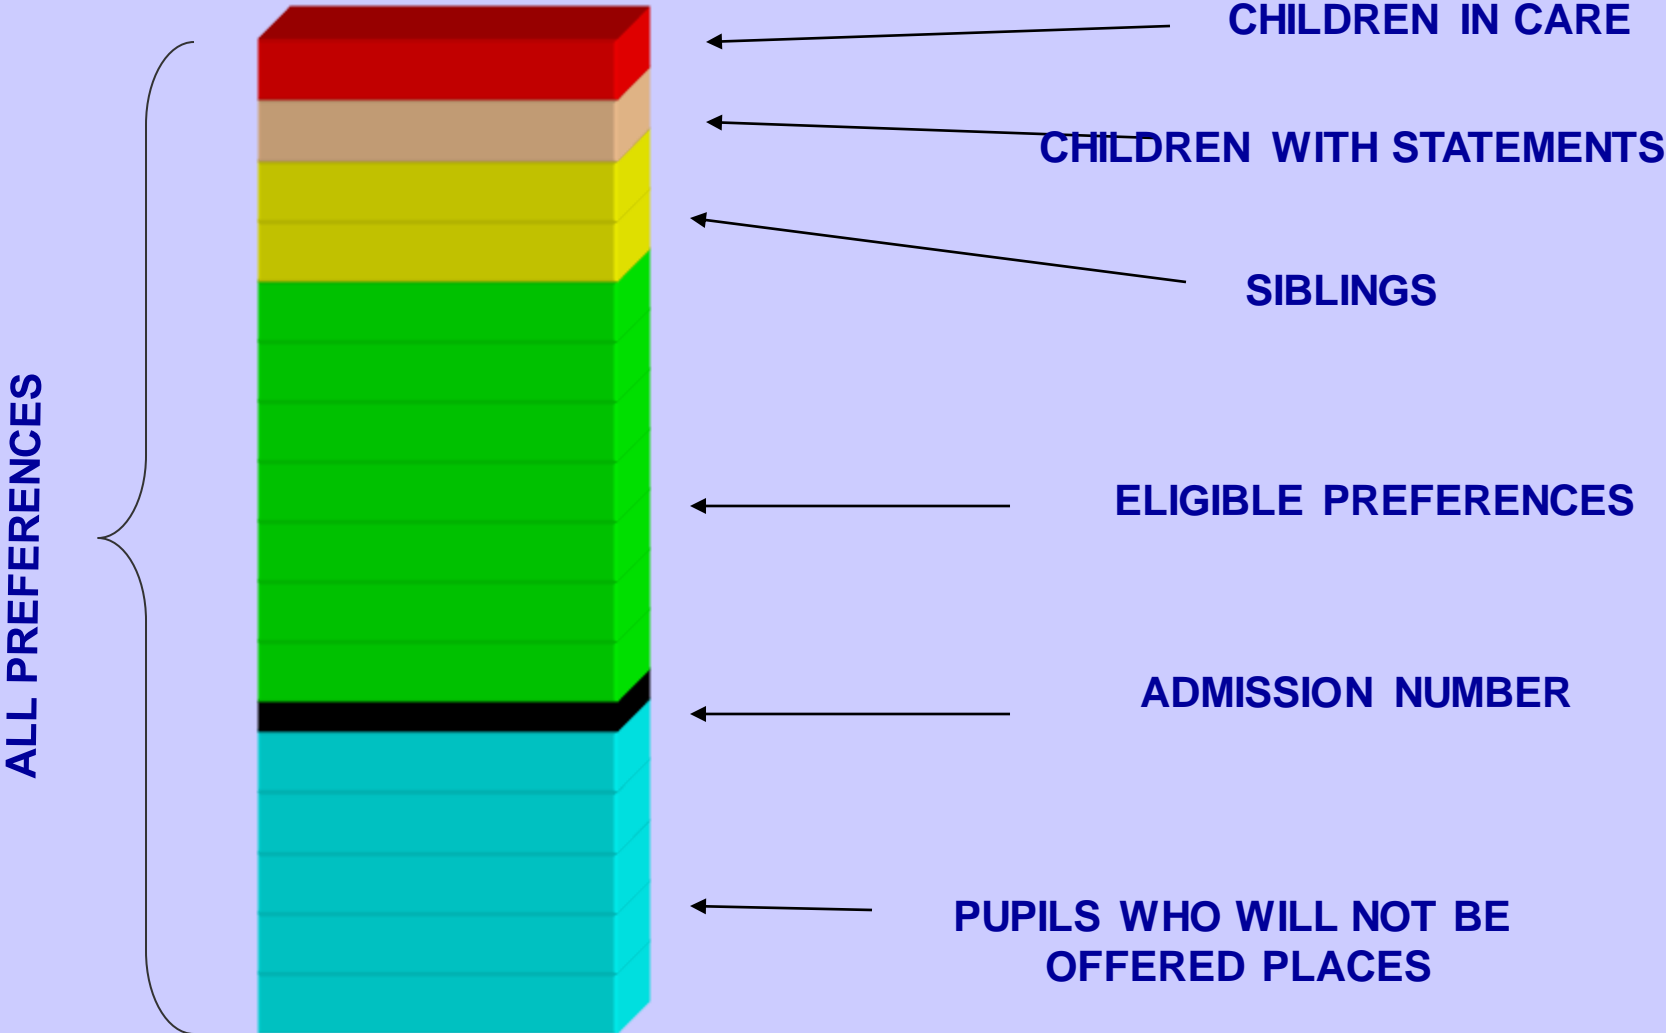 CHILDREN IN CARE
CHILDREN WITH STATEMENTS
SIBLINGS
ALL PREFERENCES
ELIGIBLE PREFERENCES
ADMISSION NUMBER
PUPILS WHO WILL NOT BE
OFFERED PLACES